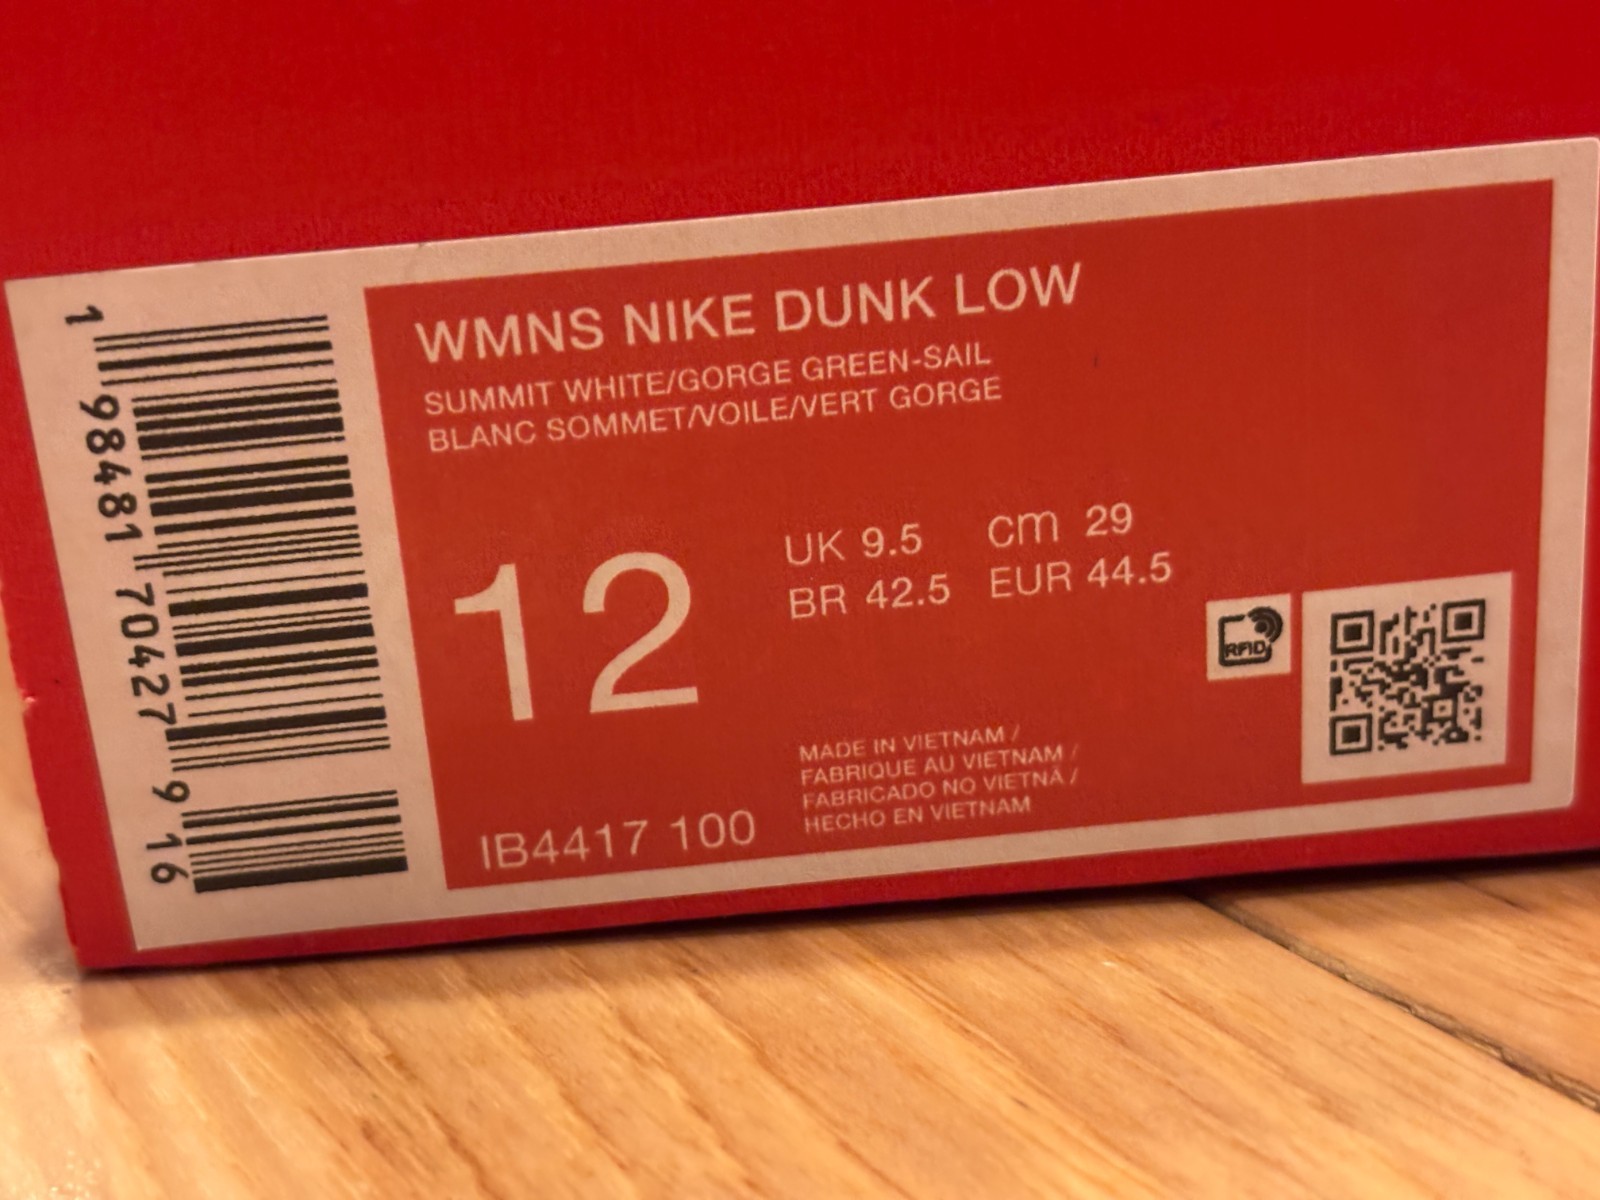 WMNS NIKE DUNK LOW
SUMMIT WHITE/GORGE GREEN-SAIL
BLANC SOMMET/VOILE/VERT GORGE
12
UK 9.5 cm 29
BR 42.5 EUR 44.5
RFID
MADE IN VIETNAM /
FABRIQUE AU VIETNAM /
FABRICADO NO VIETNÃ /
HECHO EN VIETNAM
IB4417 100
1 98481 70427 9 16